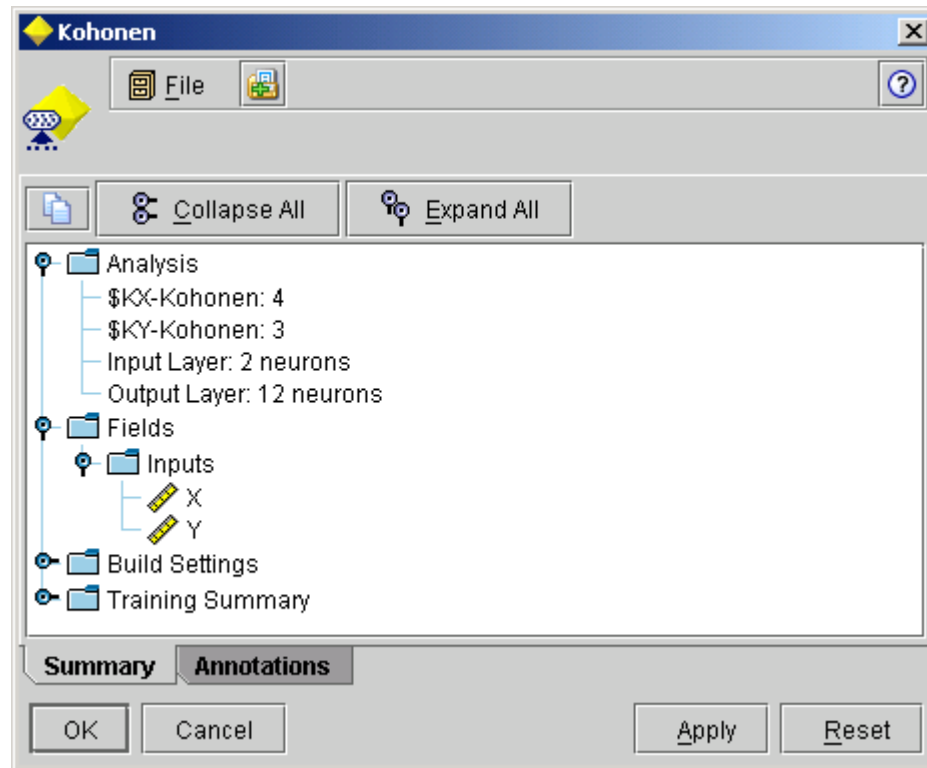 Kohonen
File
Collapse All Expand All
Analysis
$KX-Kohonen: 4
$KY-Kohonen: 3
Input Layer: 2 neurons
Output Layer: 12 neurons
Fields
Inputs
X
Y
Build Settings
Training Summary
Summary Annotations
OK Cancel Apply Reset